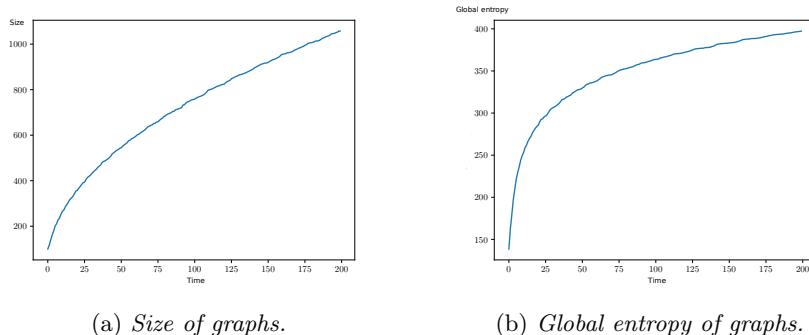 Size
1000
800
600
400
200
0 25 50 75 100 125 150 175 200
Time
(a) Size of graphs.
Global entropy
400
350
300
250
200
150
0 25 50 75 100 125 150 175 200
Time
(b) Global entropy of graphs.